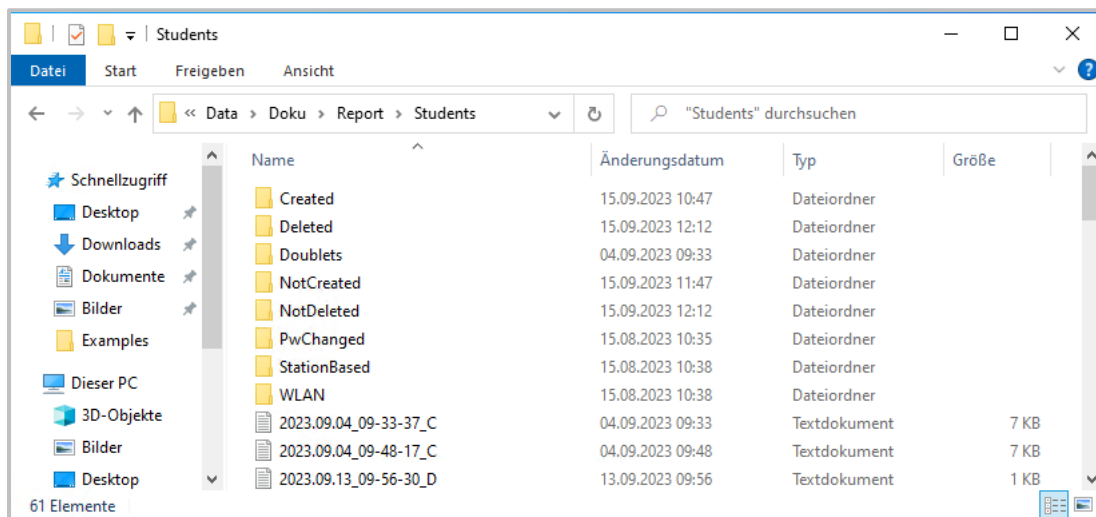 Students
Datei Start Freigeben Ansicht ?
« Data › Doku › Report › Students "Students" durchsuchen
Name Änderungsdatum Typ Größe
Schnellzugriff
Desktop
Downloads
Dokumente
Bilder
Examples
Dieser PC
3D-Objekte
Bilder
Desktop
Created 15.09.2023 10:47 Dateiordner
Deleted 15.09.2023 12:12 Dateiordner
Doublets 04.09.2023 09:33 Dateiordner
NotCreated 15.09.2023 11:47 Dateiordner
NotDeleted 15.09.2023 12:12 Dateiordner
PwChanged 15.08.2023 10:35 Dateiordner
StationBased 15.08.2023 10:38 Dateiordner
WLAN 15.08.2023 10:38 Dateiordner
2023.09.04_09-33-37_C 04.09.2023 09:33 Textdokument 7 KB
2023.09.04_09-48-17_C 04.09.2023 09:48 Textdokument 7 KB
2023.09.13_09-56-30_D 13.09.2023 09:56 Textdokument 1 KB
61 Elemente